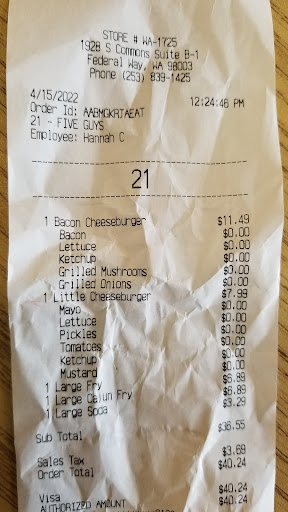 STORE # WA-1725
1928 S Commons Suite B-1
Federal Way, WA 98003
Phone (253) 839-1425
4/15/2022 12:24:46 PM
Order Id: AABMGKRTAEAT
21 - FIVE GUYS
Employee: Hannah C
21
1 Bacon Cheeseburger $11.49
Bacon $0.00
Lettuce $0.00
Ketchup $0.00
Grilled Mushrooms $0.00
Grilled Onions $0.00
1 Little Cheeseburger $7.99
Mayo $0.00
Lettuce $0.00
Pickles $0.00
Tomatoes $0.00
Ketchup $0.00
Mustard $0.00
1 Large Fry $6.89
1 Large Cajun Fry $6.89
1 Large Soda $3.29
Sub Total $36.55
Sales Tax $3.69
Order Total $40.24
Visa $40.24
AUTHORIZED AMOUNT $40.24